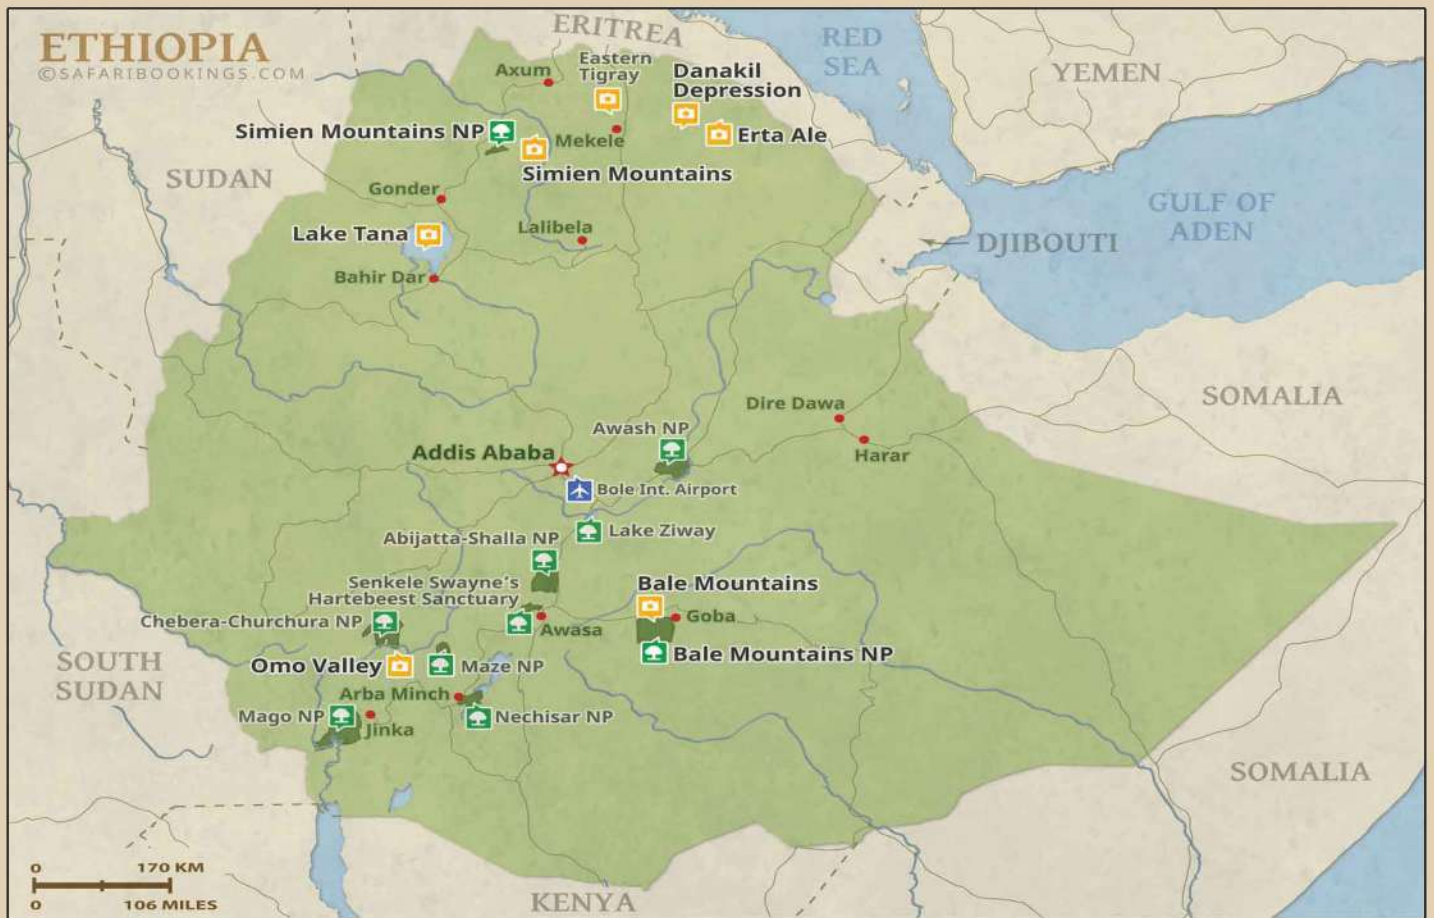 ETHIOPIA
©SAFARIBOOKINGS.COM
ERITREA
RED
SEA
YEMEN
Axum
Eastern
Tigray
Danakil
Depression
Simien Mountains NP
Mekele
Erta Ale
Simien Mountains
SUDAN
Gonder
GULF OF
ADEN
Lake Tana
Lalibela
DJIBOUTI
Bahir Dar
SOMALIA
Dire Dawa
Awash NP
Addis Ababa
Harar
Bole Int. Airport
Abijatta-Shalla NP
Lake Ziway
Senkele Swayne's
Hartebeest Sanctuary
Bale Mountains
Chebera-Churchura NP
Awasa
Goba
SOUTH
SUDAN
Omo Valley
Maze NP
Bale Mountains NP
Arba Minch
Mago NP
Jinka
Nechisar NP
SOMALIA
0 170 KM
0 106 MILES
KENYA